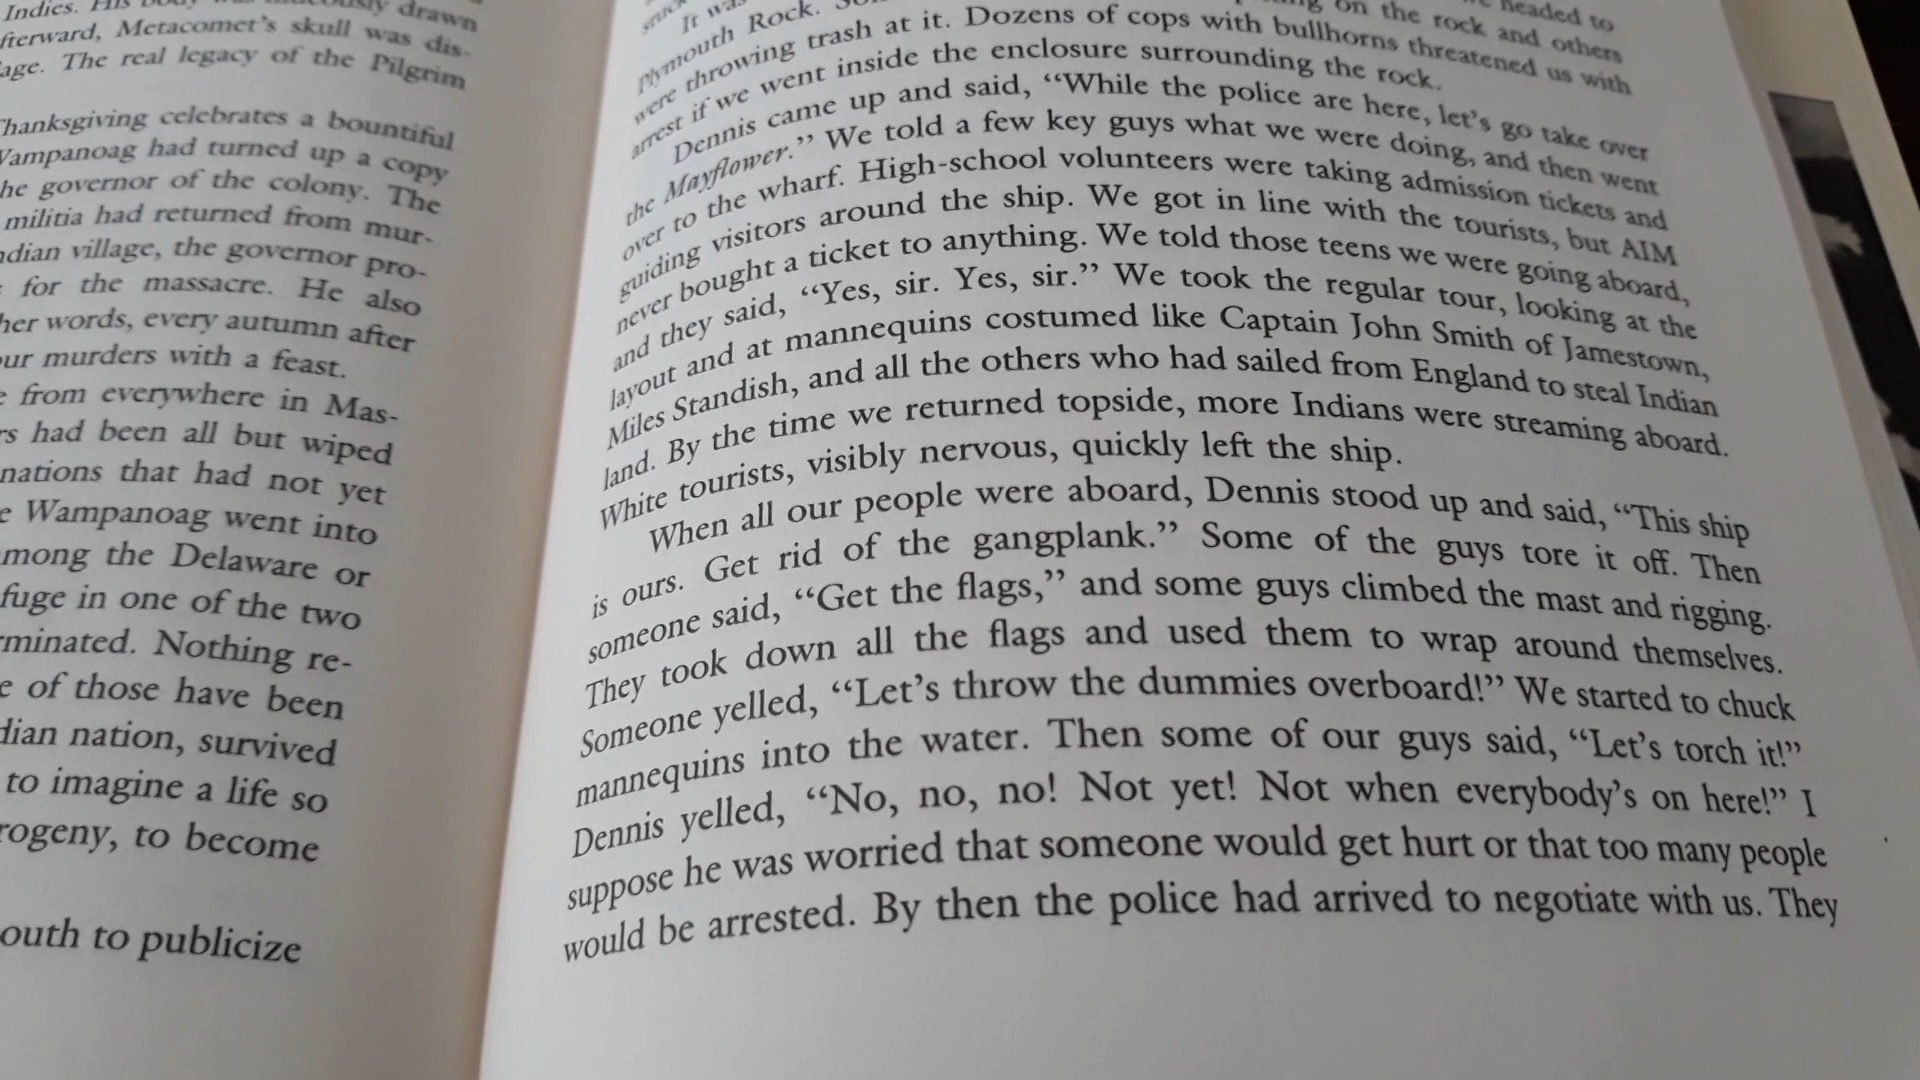 Indies. His body was
drawn
fterward, Metacomet's skull was dis-
age. The real legacy of the Pilgrim
Thanksgiving celebrates a bountiful
Wampanoag had turned up a copy
he governor of the colony. The
militia had returned from mur-
ndian village, the governor pro-
for the massacre. He also
her words, every autumn after
our murders with a feast.
from everywhere in Mas-
rs had been all but wiped
nations that had not yet
e Wampanoag went into
mong the Delaware or
fuge in one of the two
rminated. Nothing re-
e of those have been
dian nation, survived
to imagine a life so
rogeny, to become
outh to publicize
It was
headed to
Plymouth Rock.
on the rock and others
were throwing trash at it. Dozens of cops with bullhorns threatened us with
arrest if we went inside the enclosure surrounding the rock.
Dennis came up and said, “While the police are here, let's go take over
the Mayflower.” We told a few key guys what we were doing, and then went
over to the wharf. High-school volunteers were taking admission tickets and
guiding visitors around the ship. We got in line with the tourists, but AIM
never bought a ticket to anything. We told those teens we were going aboard,
and they said, “Yes, sir. Yes, sir.” We took the regular tour, looking at the
layout and at mannequins costumed like Captain John Smith of Jamestown,
Miles Standish, and all the others who had sailed from England to steal Indian
land. By the time we returned topside, more Indians were streaming aboard.
White tourists, visibly nervous, quickly left the ship.
When all our people were aboard, Dennis stood up and said, “This ship
is ours. Get rid of the gangplank.” Some of the guys tore it off. Then
someone said, “Get the flags,” and some guys climbed the mast and rigging.
They took down all the flags and used them to wrap around themselves.
Someone yelled, “Let's throw the dummies overboard!” We started to chuck
mannequins into the water. Then some of our guys said, “Let's torch it!”
Dennis yelled, “No, no, no! Not yet! Not when everybody's on here!” I
suppose he was worried that someone would get hurt or that too many people
would be arrested. By then the police had arrived to negotiate with us. They